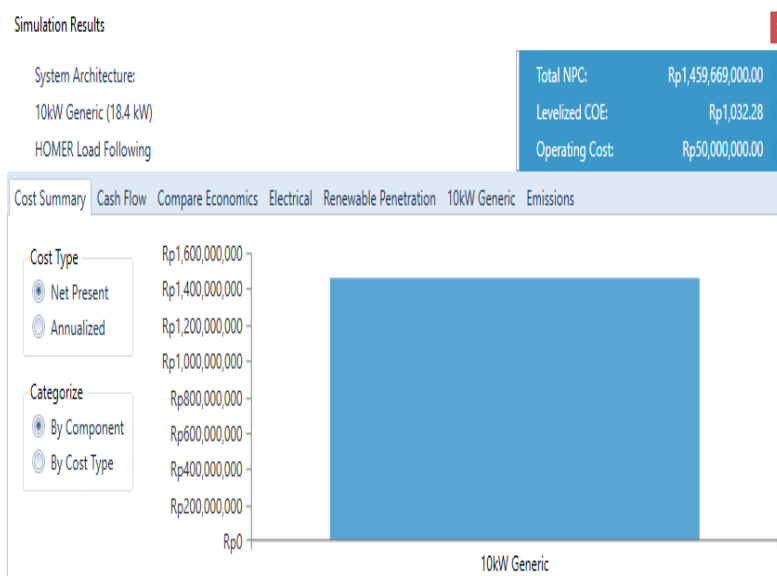 Simulation Results
System Architecture:
10kW Generic (18.4 kW)
HOMER Load Following
Total NPC: Rp1,459,669,000.00
Levelized COE: Rp1,032.28
Operating Cost: Rp50,000,000.00
Cost Summary Cash Flow Compare Economics Electrical Renewable Penetration 10kW Generic Emissions
Cost Type
Net Present
Annualized
Categorize
By Component
By Cost Type
Rp1,600,000,000
Rp1,400,000,000
Rp1,200,000,000
Rp1,000,000,000
Rp800,000,000
Rp600,000,000
Rp400,000,000
Rp200,000,000
Rp0
10kW Generic